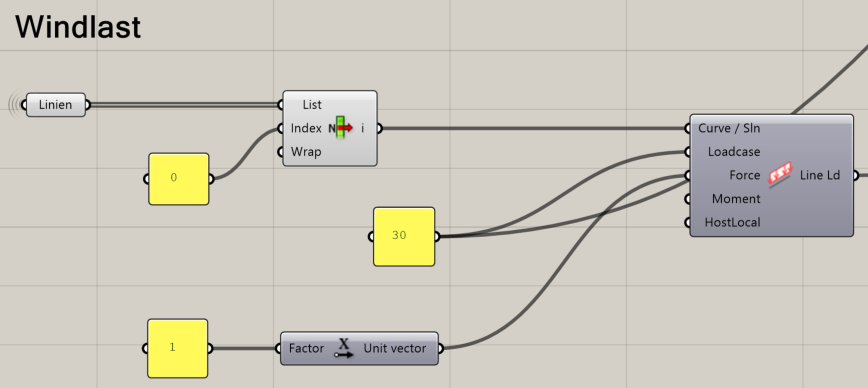 Windlast
Linien
List
Index N i
Wrap
0
Curve / Sln
Loadcase
Force Line Ld
Moment
HostLocal
30
1
Factor X Unit vector